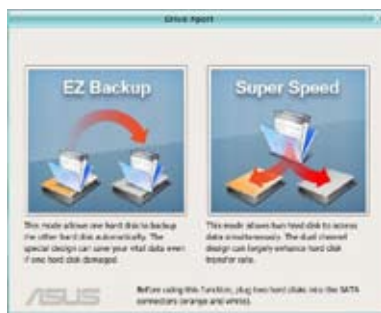 Drive Xpert
EZ Backup
Super Speed
This mode allows one hard disk to backup
the other hard disk automatically. The
special design can save your vital data even
if one hard disk damaged.
This mode allows two hard disk to access
data simultaneously. The dual channel
design can largely enhance hard disk
transfer rate.
ASUS
Before using this function, plug two hard disks into the SATA
connectors (orange and white).